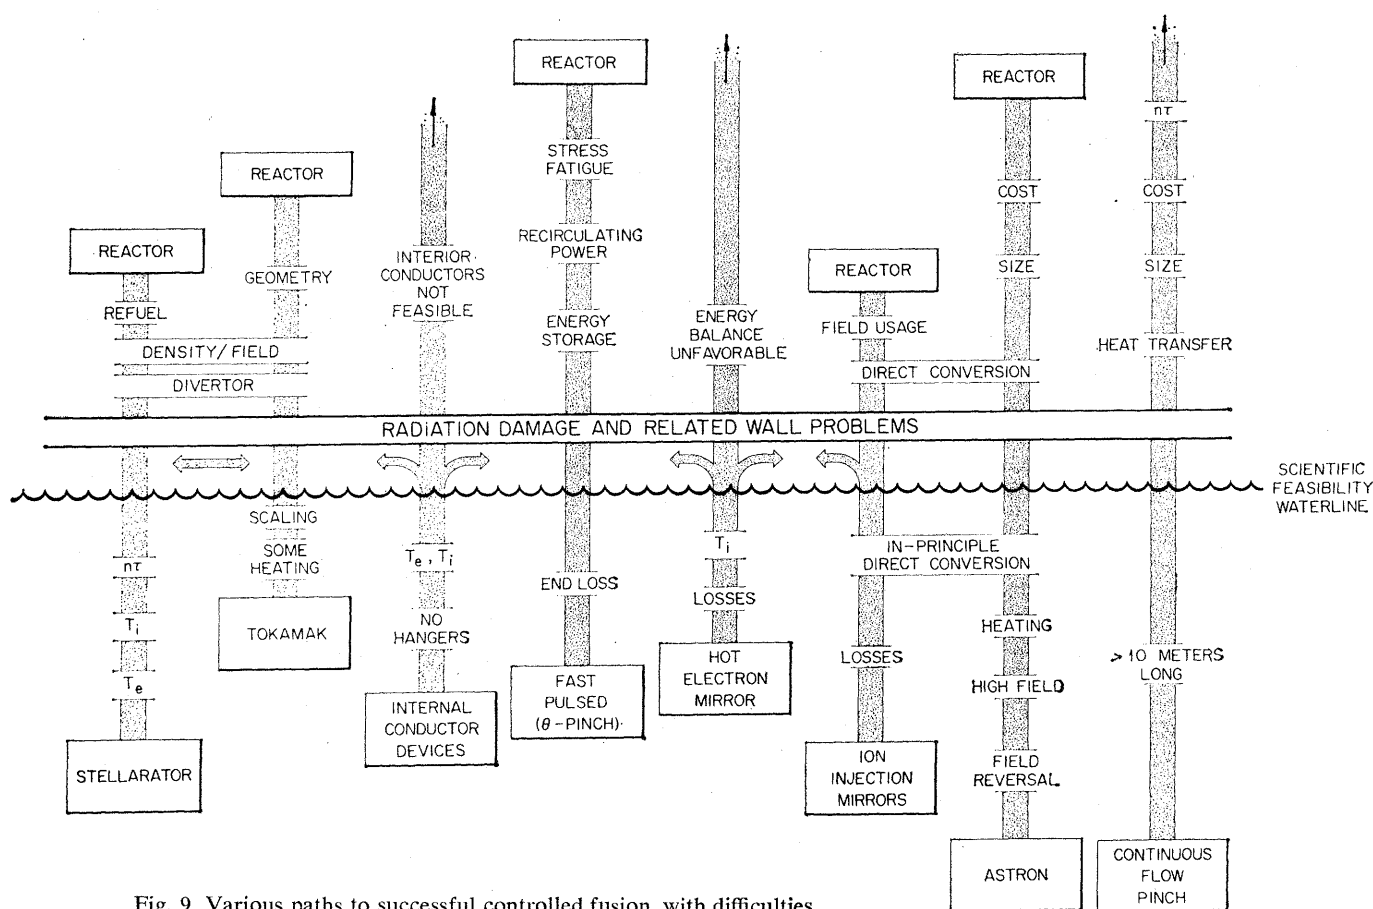 REACTOR
STRESS
FATIGUE
RECIRCULATING
POWER
ENERGY
STORAGE
REACTOR
nτ
COST
COST
SIZE
SIZE
HEAT TRANSFER
REACTOR
GEOMETRY
REACTOR
REFUEL
DENSITY/FIELD
DIVERTOR
INTERIOR
CONDUCTORS
NOT
FEASIBLE
ENERGY
BALANCE
UNFAVORABLE
REACTOR
FIELD USAGE
DIRECT CONVERSION
RADIATION DAMAGE AND RELATED WALL PROBLEMS
SCIENTIFIC
FEASIBILITY
WATERLINE
nτ
Ti
Te
STELLARATOR
SCALING
SOME
HEATING
TOKAMAK
Te, Ti
NO
HANGERS
INTERNAL
CONDUCTOR
DEVICES
END LOSS
FAST
PULSED
(θ-PINCH)
Ti
LOSSES
HOT
ELECTRON
MIRROR
IN-PRINCIPLE
DIRECT CONVERSION
LOSSES
ION
INJECTION
MIRRORS
HEATING
HIGH FIELD
FIELD
REVERSAL
ASTRON
>10 METERS
LONG
CONTINUOUS
FLOW
PINCH
Fig. 9 Various paths to successful controlled fusion, with difficulties